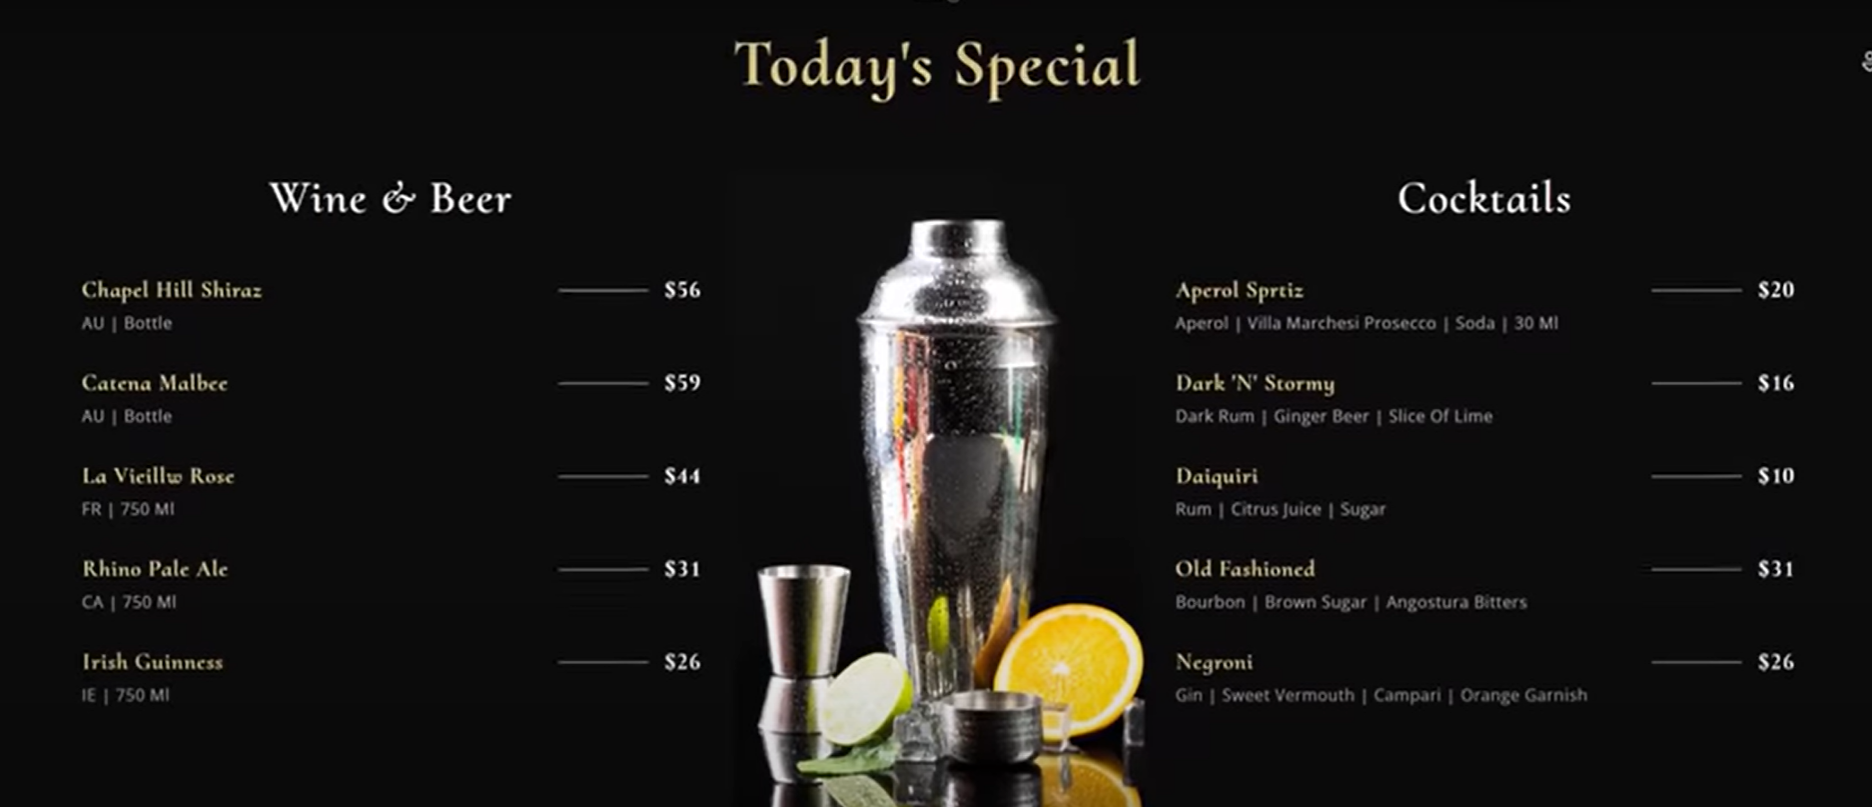 Today's Special
Wine & Beer
Chapel Hill Shiraz
$56
AU | Bottle
Catena Malbee
$59
AU | Bottle
La Vieillw Rose
$44
FR | 750 Ml
Rhino Pale Ale
$31
CA | 750 Ml
Irish Guinness
$26
IE | 750 Ml
Cocktails
Aperol Sprtiz
$20
Aperol | Villa Marchesi Prosecco | Soda | 30 Ml
Dark 'N' Stormy
$16
Dark Rum | Ginger Beer | Slice Of Lime
Daiquiri
$10
Rum | Citrus Juice | Sugar
Old Fashioned
$31
Bourbon | Brown Sugar | Angostura Bitters
Negroni
$26
Gin | Sweet Vermouth | Campari | Orange Garnish